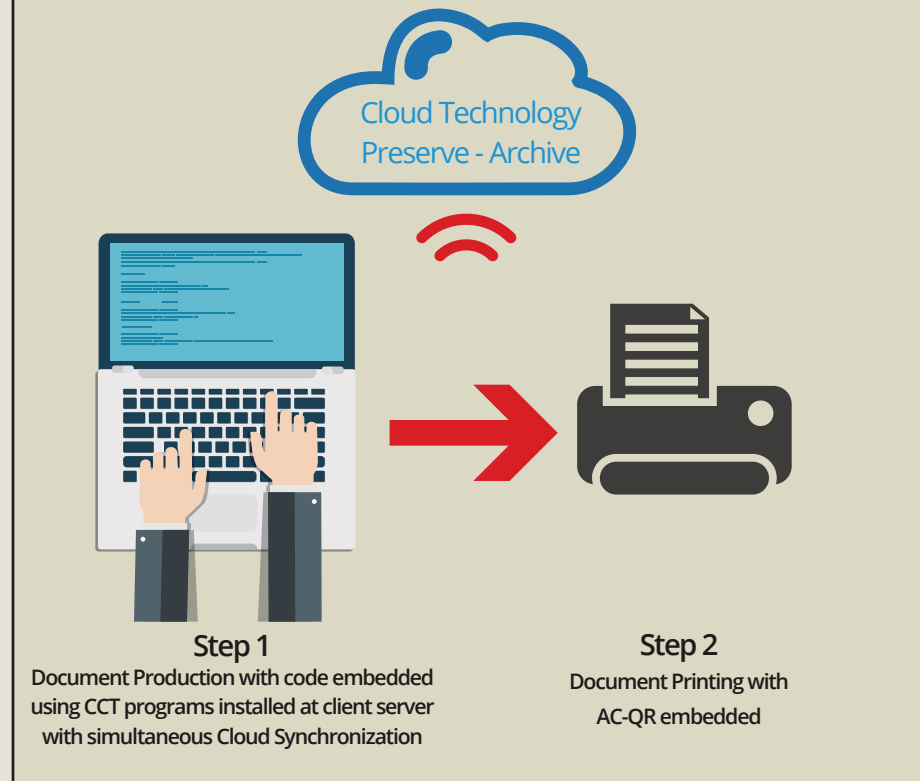 Cloud Technology
Preserve - Archive
Step 1
Document Production with code embedded
using CCT programs installed at client server
with simultaneous Cloud Synchronization
Step 2
Document Printing with
AC-QR embedded